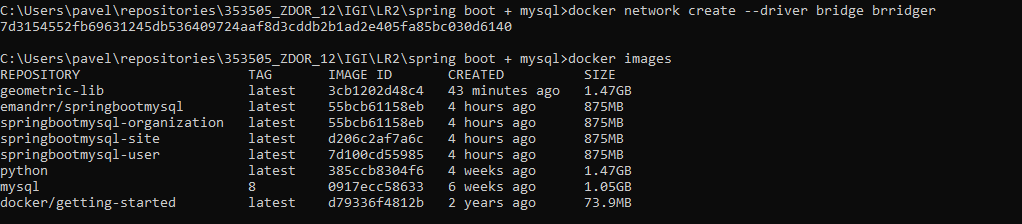 C:\Users\pavel\repositories\353505_ZDOR_12\IGI\LR2\spring boot + mysql>docker network create --driver bridge brridger
7d3154552fb69631245db536409724aaf8d3cddb2b1ad2e405fa85bc030d6140
C:\Users\pavel\repositories\353505_ZDOR_12\IGI\LR2\spring boot + mysql>docker images
REPOSITORY TAG IMAGE ID CREATED SIZE
geometric-lib latest 3cb1202d48c4 43 minutes ago 1.47GB
emandrr/springbootmysql latest 55bcb61158eb 4 hours ago 875MB
springbootmysql-organization latest 55bcb61158eb 4 hours ago 875MB
springbootmysql-site latest d206c2af7a6c 4 hours ago 875MB
springbootmysql-user latest 7d100cd55985 4 hours ago 875MB
python latest 385ccb8304f6 4 weeks ago 1.47GB
mysql 8 0917ecc58633 6 weeks ago 1.05GB
docker/getting-started latest d79336f4812b 2 years ago 73.9MB